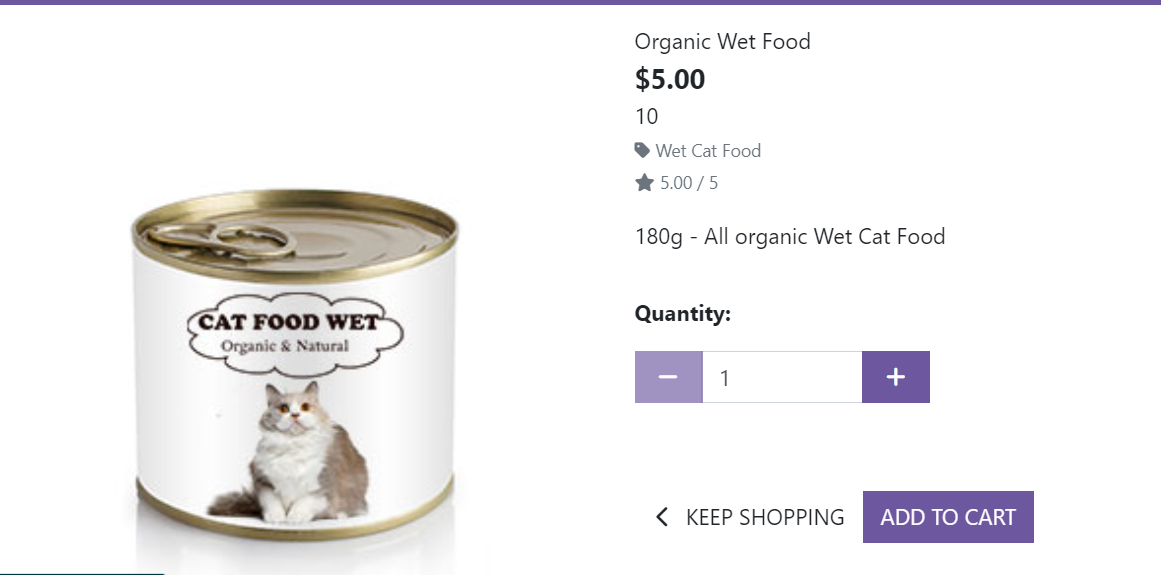 CAT FOOD WET
Organic & Natural
Organic Wet Food
$5.00
10
Wet Cat Food
5.00 / 5
180g - All organic Wet Cat Food
Quantity:
− 1 +
KEEP SHOPPING ADD TO CART